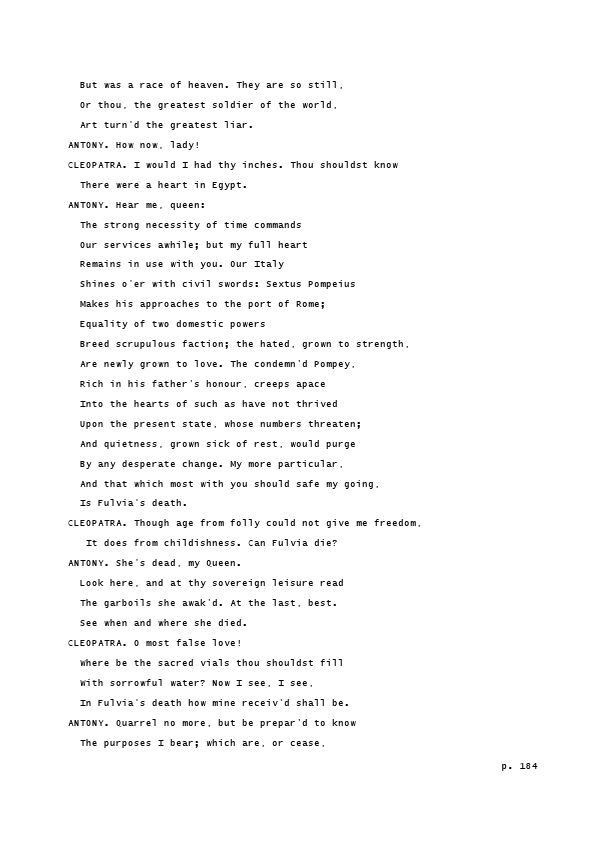 But was a race of heaven. They are so still,
Or thou, the greatest soldier of the world,
Art turn'd the greatest liar.
ANTONY. How now, lady!
CLEOPATRA. I would I had thy inches. Thou shouldst know
There were a heart in Egypt.
ANTONY. Hear me, queen:
The strong necessity of time commands
Our services awhile; but my full heart
Remains in use with you. Our Italy
Shines o'er with civil swords: Sextus Pompeius
Makes his approaches to the port of Rome;
Equality of two domestic powers
Breed scrupulous faction; the hated, grown to strength,
Are newly grown to love. The condemn'd Pompey,
Rich in his father's honour, creeps apace
Into the hearts of such as have not thrived
Upon the present state, whose numbers threaten;
And quietness, grown sick of rest, would purge
By any desperate change. My more particular,
And that which most with you should safe my going,
Is Fulvia's death.
CLEOPATRA. Though age from folly could not give me freedom,
It does from childishness. Can Fulvia die?
ANTONY. She's dead, my Queen.
Look here, and at thy sovereign leisure read
The garboils she awak'd. At the last, best.
See when and where she died.
CLEOPATRA. O most false love!
Where be the sacred vials thou shouldst fill
With sorrowful water? Now I see, I see,
In Fulvia's death how mine receiv'd shall be.
ANTONY. Quarrel no more, but be prepar'd to know
The purposes I bear; which are, or cease,
p. 184